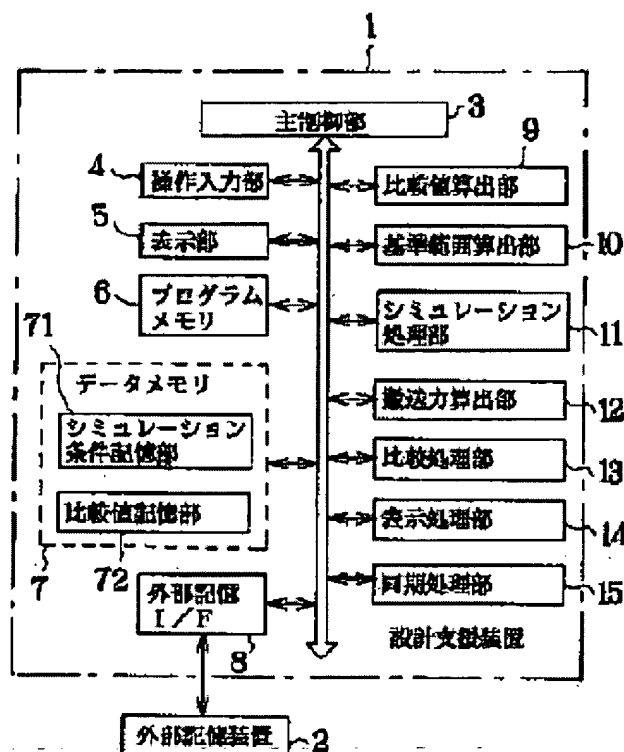 1
主制御部
3
4
操作入力部
5
表示部
6
プログラム
メモリ
71
データメモリ
シミュレーション
条件記憶部
比較値記憶部
7
72
外部記憶
I/F
8
外部記憶装置
2
9
比較値算出部
基準範囲算出部
10
シミュレーション
処理部
11
搬送力算出部
12
比較処理部
13
表示処理部
14
同期処理部
15
設計支援装置